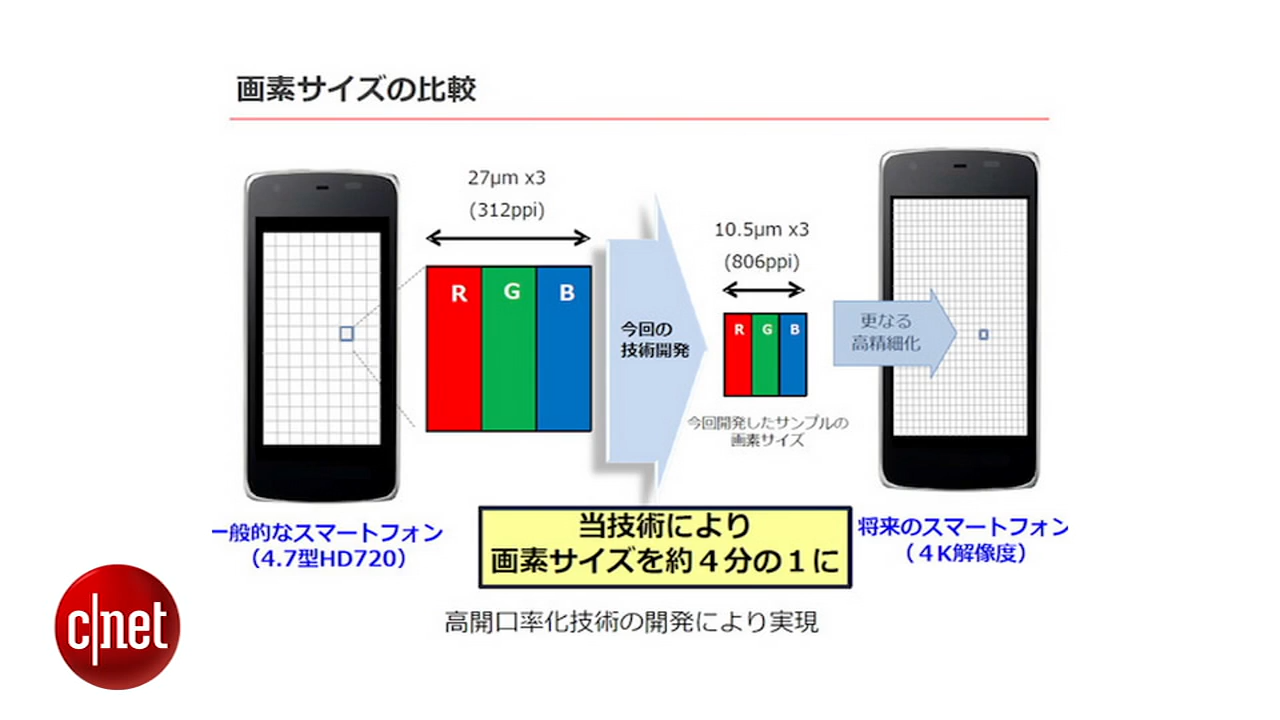 画素サイズの比較
27μm x3
(312ppi)
R G B
今回の
技術開発
10.5μm x3
(806ppi)
R G B
今回開発したサンプルの
画素サイズ
更なる
高精細化
一般的なスマートフォン
（4.7型HD720）
当技術により
画素サイズを約４分の１に
将来のスマートフォン
（４K解像度）
高開口率化技術の開発により実現
c|net